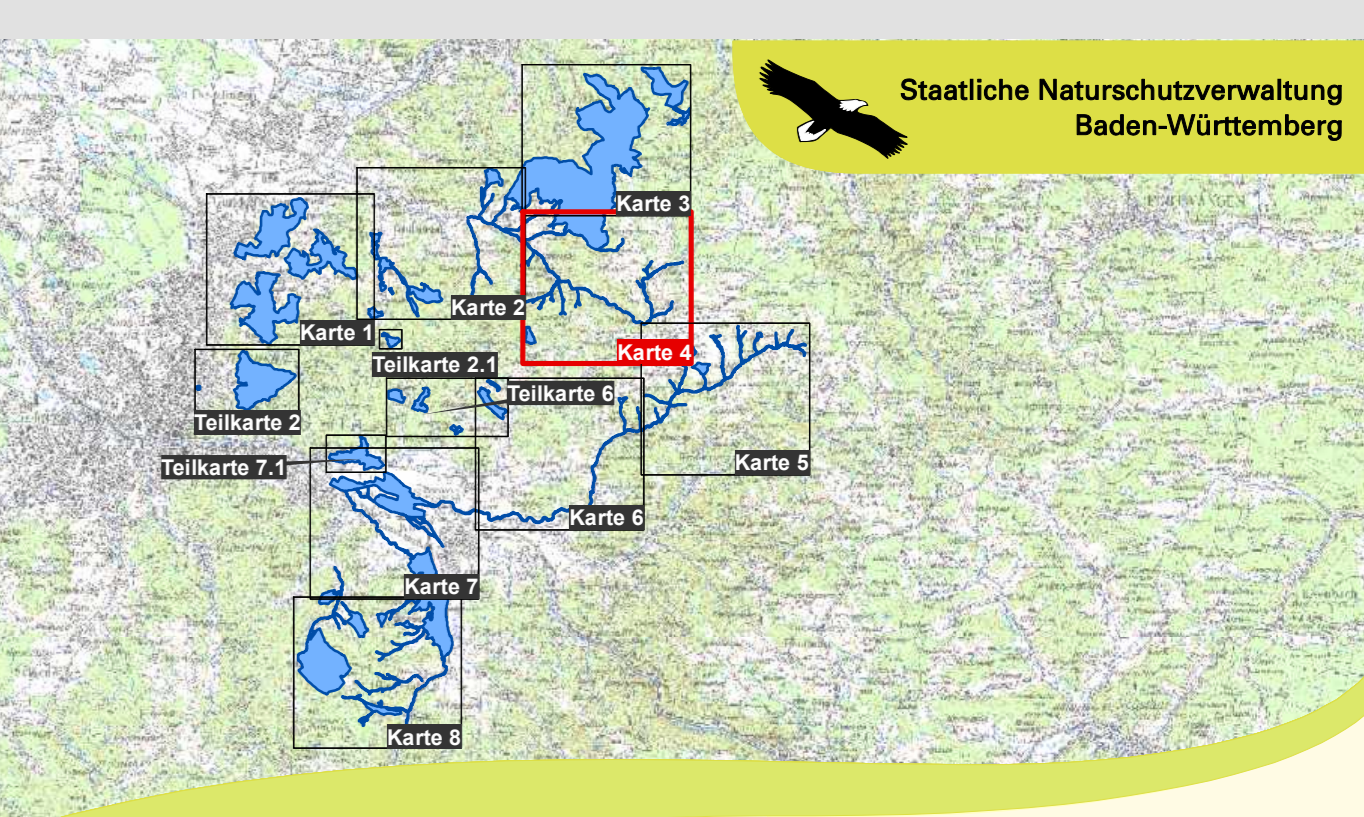 Staatliche Naturschutzverwaltung
Baden-Württemberg
Karte 3
Karte 2
Karte 1
Karte 4
Teilkarte 2.1
Teilkarte 6
Teilkarte 2
Karte 5
Teilkarte 7.1
Karte 6
Karte 7
Karte 8